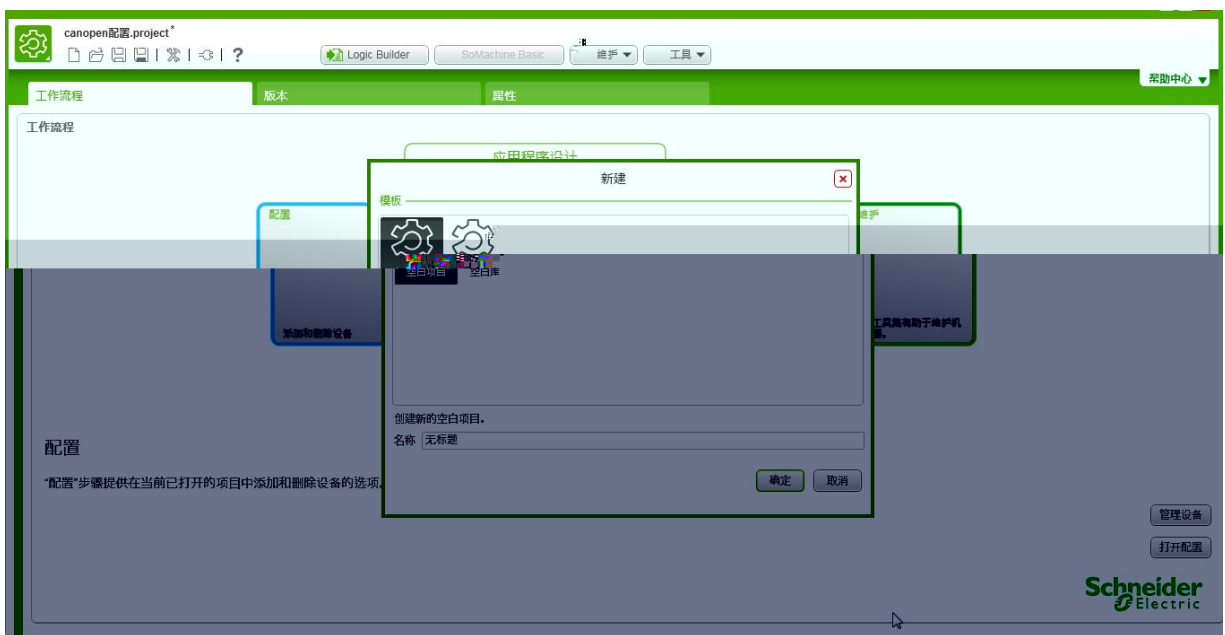 canopen配置.project*
Logic Builder
SoMachine Basic
维护
工具
?
帮助中心
工作流程
版本
属性
工作流程
应用程序设计
新建
模板
配置
维护
空白项目
空白库
添加和删除设备
工具集有助于维护机
器。
创建新的空白项目。
名称 无标题
配置
“配置”步骤提供在当前已打开的项目中添加和删除设备的选项。
确定
取消
管理设备
打开配置
Schneider
Electric